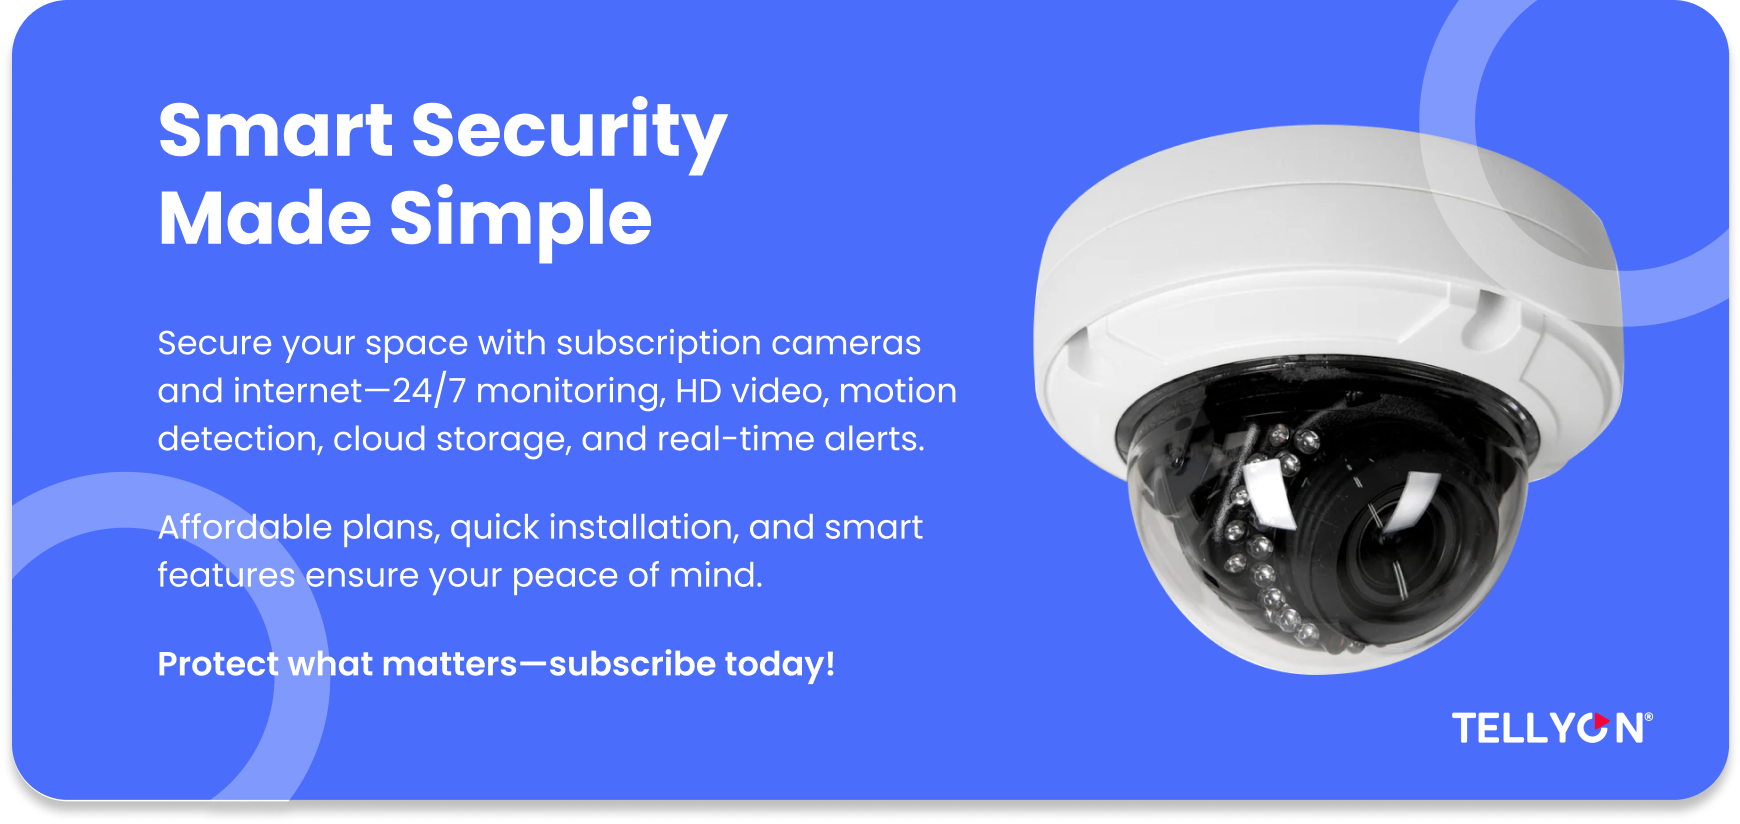 Smart Security
Made Simple
Secure your space with subscription cameras
and internet—24/7 monitoring, HD video, motion
detection, cloud storage, and real-time alerts.
Affordable plans, quick installation, and smart
features ensure your peace of mind.
Protect what matters—subscribe today!
TELLYON®